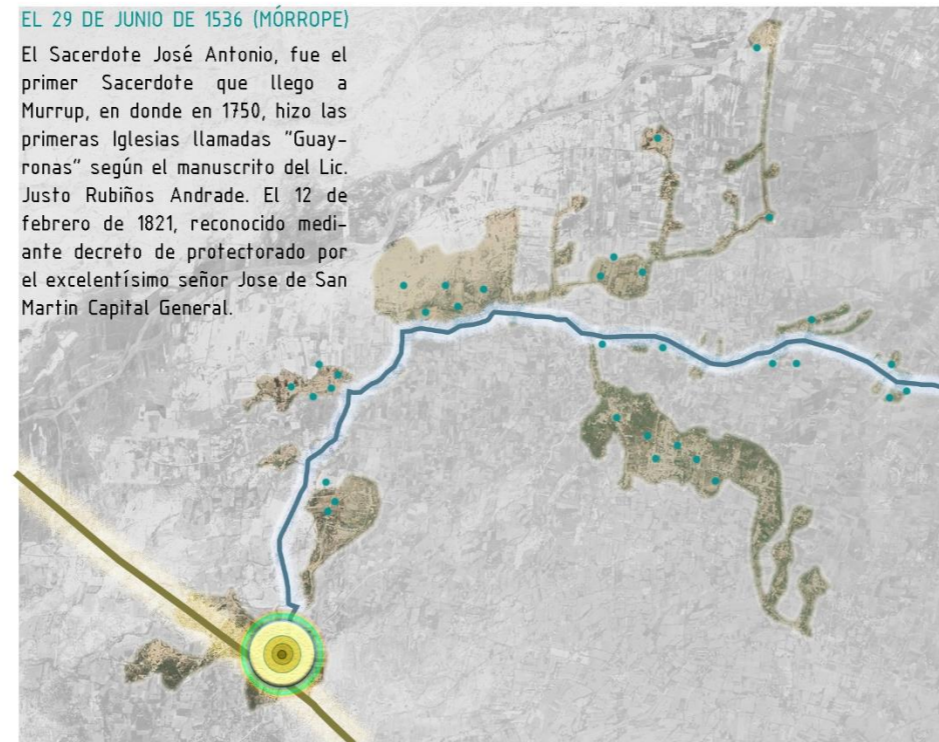 EL 29 DE JUNIO DE 1536 (MÓRROPE)
El Sacerdote José Antonio, fue el
primer Sacerdote que llego a
Murrup, en donde en 1750, hizo las
primeras Iglesias llamadas "Guay-
ronas" según el manuscrito del Lic.
Justo Rubiños Andrade. El 12 de
febrero de 1821, reconocido medi-
ante decreto de protectorado por
el excelentísimo señor Jose de San
Martin Capital General.